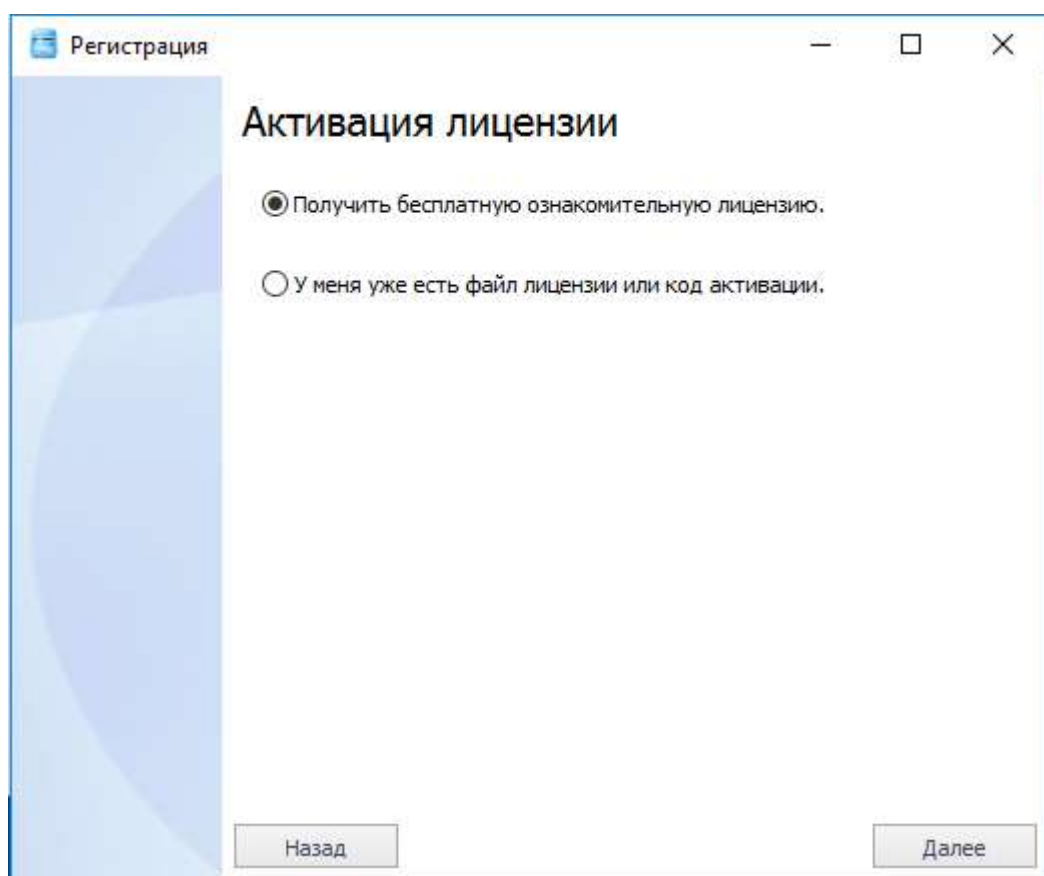 Регистрация
Активация лицензии
Получить бесплатную ознакомительную лицензию.
У меня уже есть файл лицензии или код активации.
Назад
Далее